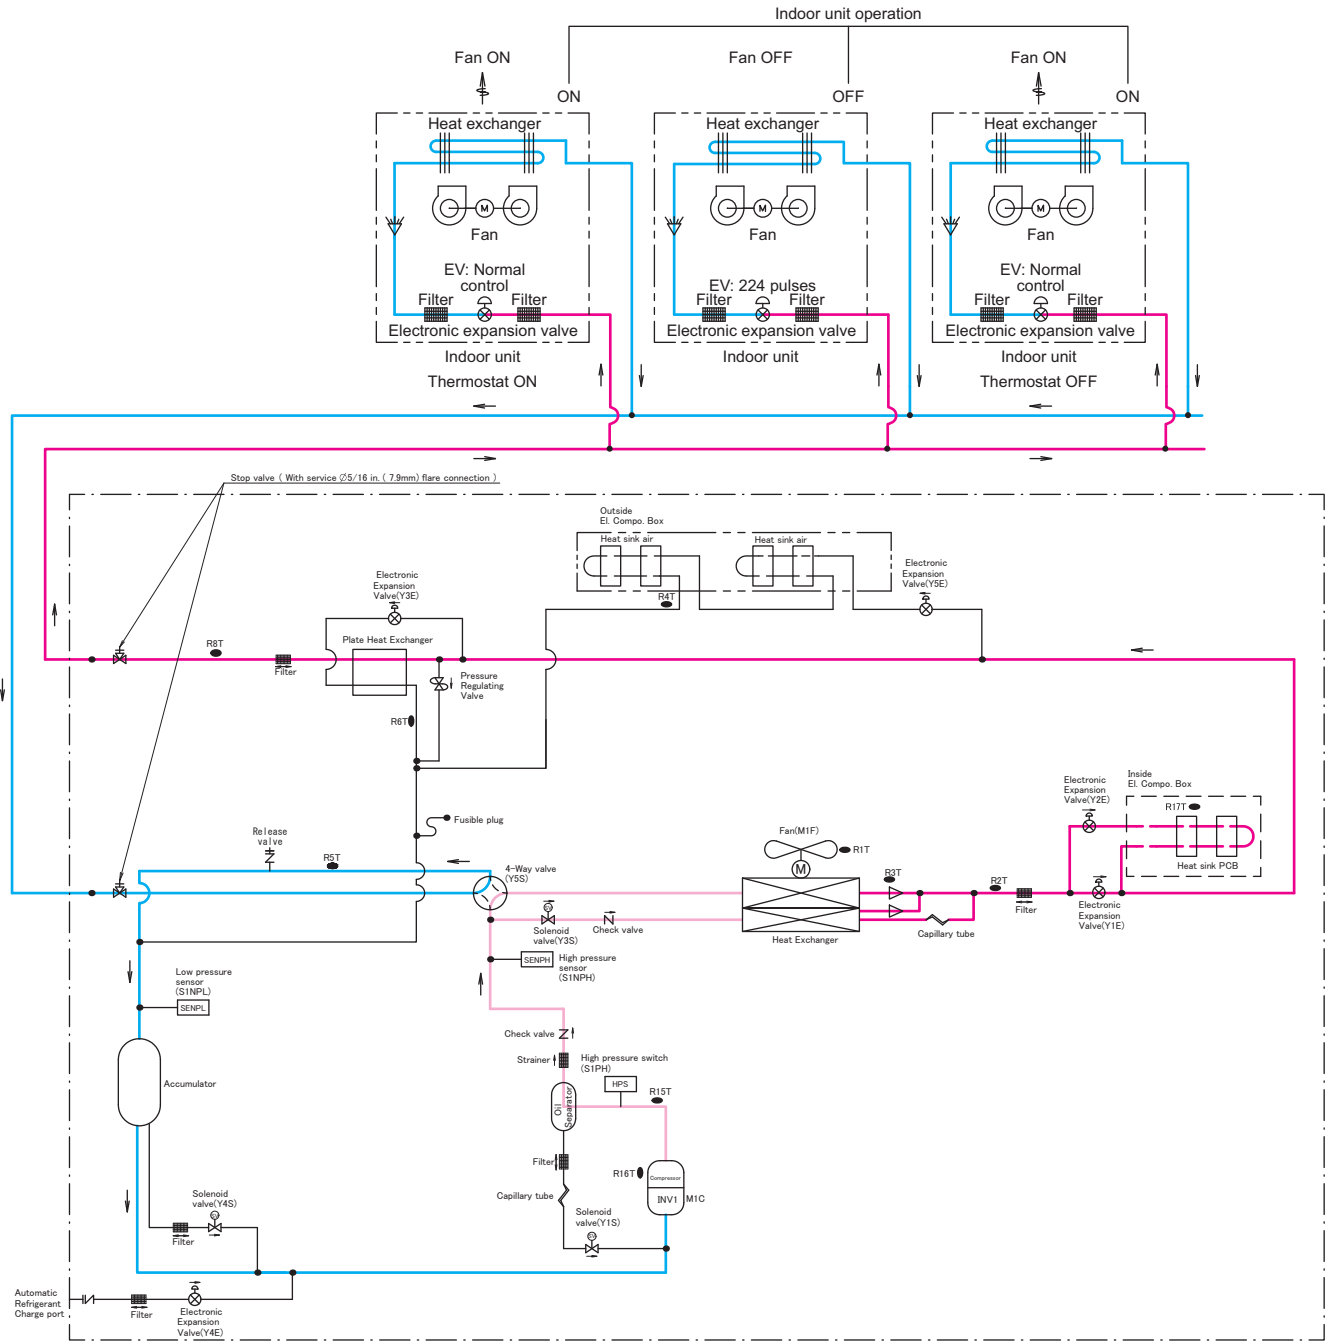 Indoor unit operation
Fan ON
Fan OFF
Fan ON
ON
OFF
ON
Heat exchanger
Heat exchanger
Heat exchanger
M
M
M
Fan
Fan
Fan
EV: Normal
control
EV: 224 pulses
EV: Normal
control
Filter
Filter
Filter
Filter
Filter
Filter
Electronic expansion valve
Electronic expansion valve
Electronic expansion valve
Indoor unit
Indoor unit
Indoor unit
Thermostat ON
Thermostat OFF
Stop valve ( With service ∅5/16 in. ( 7.9mm) flare connection )
Outside
El. Compo. Box
Heat sink air
Heat sink air
Electronic
Expansion
Valve(Y3E)
R4T
Electronic
Expansion
Valve(Y5E)
R8T
Filter
Plate Heat Exchanger
Pressure
Regulating
Valve
R6T
Fusible plug
Release
valve
R5T
4-Way valve
(Y5S)
Fan(M1F)
M
R1T
R3T
R2T
Filter
Electronic
Expansion
Valve(Y2E)
Inside
El. Compo. Box
R17T
Heat sink PCB
Electronic
Expansion
Valve(Y1E)
SV
Solenoid
valve(Y3S)
Check valve
Heat Exchanger
Capillary tube
SENPH
High pressure
sensor
(S1NPH)
Low pressure
sensor
(S1NPL)
SENPL
Check valve
Strainer
High pressure switch
(S1PH)
HPS
R15T
Accumulator
Oil
Separator
Filter
R16T
Compressor
INV1
M1C
Capillary tube
Solenoid
valve(Y4S)
SV
Filter
Solenoid
valve(Y1S)
SV
Automatic
Refrigerant
Charge port
Filter
Electronic
Expansion
Valve(Y4E)